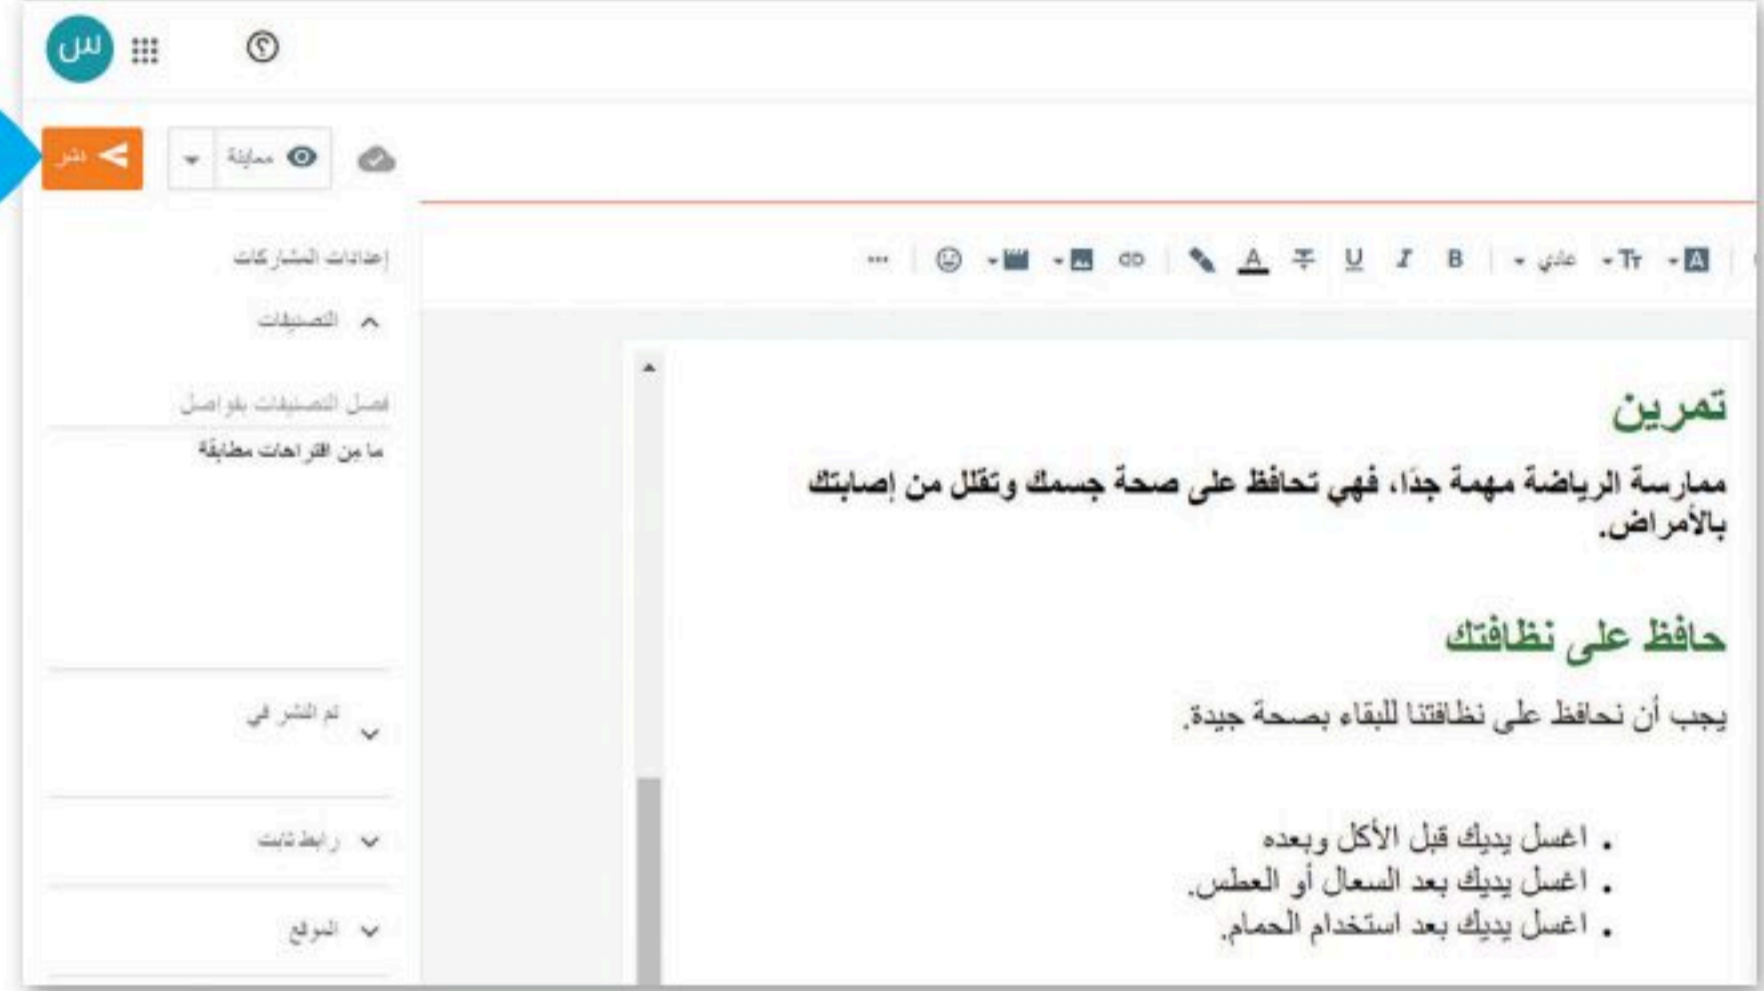 س
نشر
معاينة
إعدادات المشاركات
التصنيفات
فصل التصنيفات بفواصل
ما من اقتراحات مطابقة
تم النشر في
رابط ثابت
الموقع
عادي
B I U A
Tт A
تمرين
ممارسة الرياضة مهمة جدًا، فهي تحافظ على صحة جسمك وتقلل من إصابتك
بالأمراض.
حافظ على نظافتك
يجب أن نحافظ على نظافتنا للبقاء بصحة جيدة.
• اغسل يديك قبل الأكل وبعده
• اغسل يديك بعد السعال أو العطس.
• اغسل يديك بعد استخدام الحمام.